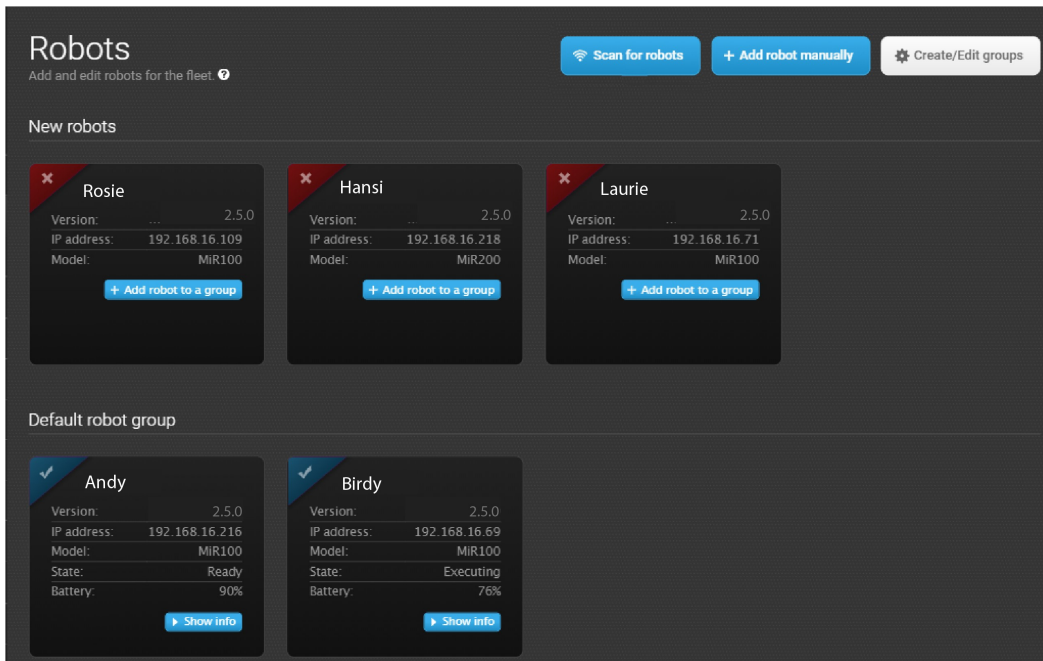 Robots
Add and edit robots for the fleet. ?
Scan for robots
+ Add robot manually
Create/Edit groups
New robots
Rosie
Version: ... 2.5.0
IP address: 192.168.16.109
Model: MiR100
+ Add robot to a group
Hansi
Version: ... 2.5.0
IP address: 192.168.16.218
Model: MiR200
+ Add robot to a group
Laurie
Version: ... 2.5.0
IP address: 192.168.16.71
Model: MiR100
+ Add robot to a group
Default robot group
Andy
Version: 2.5.0
IP address: 192.168.16.216
Model: MiR100
State: Ready
Battery: 90%
Show info
Birdy
Version: 2.5.0
IP address: 192.168.16.69
Model: MiR100
State: Executing
Battery: 76%
Show info